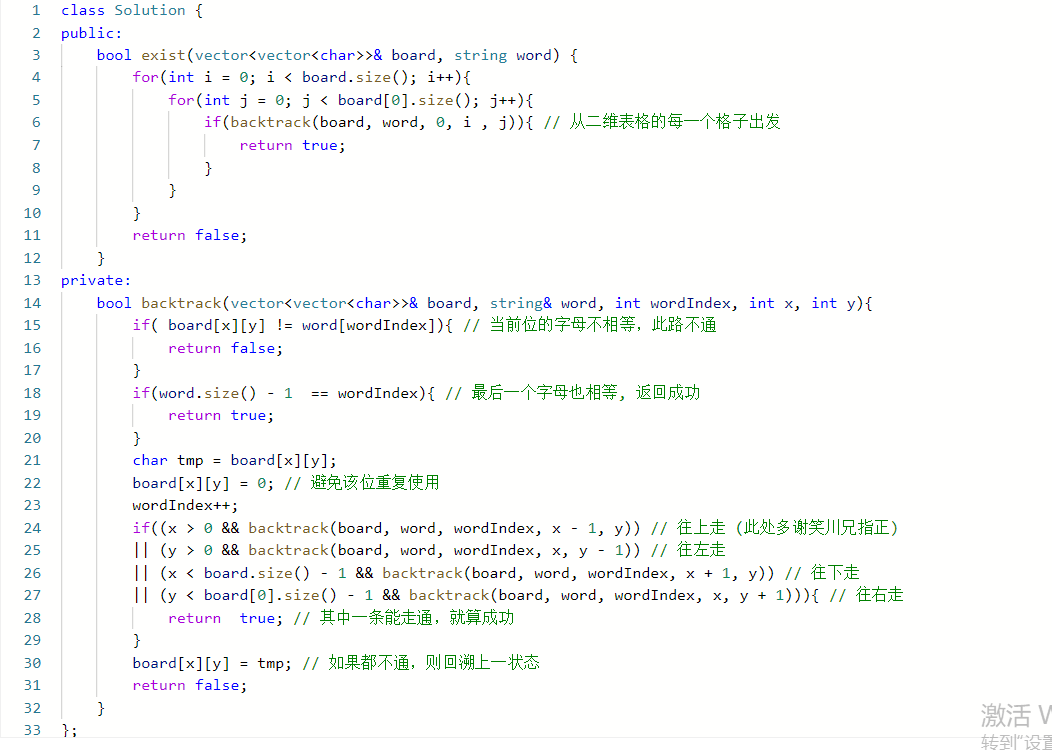 1 class Solution {
2 public:
3     bool exist(vector<vector<char>>& board, string word) {
4         for(int i = 0; i < board.size(); i++){
5             for(int j = 0; j < board[0].size(); j++){
6                 if(backtrack(board, word, 0, i , j)){ // 从二维表格的每一个格子出发
7                     return true;
8                 }
9             }
10         }
11         return false;
12     }
13 private:
14     bool backtrack(vector<vector<char>>& board, string& word, int wordIndex, int x, int y){
15         if( board[x][y] != word[wordIndex]){ // 当前位的字母不相等，此路不通
16             return false;
17         }
18         if(word.size() - 1  == wordIndex){ // 最后一个字母也相等, 返回成功
19             return true;
20         }
21         char tmp = board[x][y];
22         board[x][y] = 0; // 避免该位重复使用
23         wordIndex++;
24         if((x > 0 && backtrack(board, word, wordIndex, x - 1, y)) // 往上走 (此处多谢笑川兄指正)
25         || (y > 0 && backtrack(board, word, wordIndex, x, y - 1)) // 往左走
26         || (x < board.size() - 1 && backtrack(board, word, wordIndex, x + 1, y)) // 往下走
27         || (y < board[0].size() - 1 && backtrack(board, word, wordIndex, x, y + 1))){ // 往右走
28             return  true; // 其中一条能走通，就算成功
29         }
30         board[x][y] = tmp; // 如果都不通，则回溯上一状态
31         return false;
32     }
33 };
激活 W
转到“设置